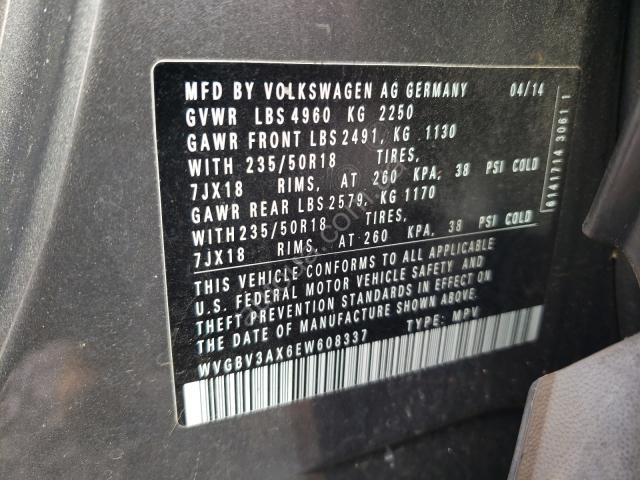 MFD BY VOLKSWAGEN AG GERMANY 04/14
GVWR LBS 4960 KG 2250
GAWR FRONT LBS 2491, KG 1130
WITH 235/50R18 TIRES,
7JX18 RIMS, AT 260 KPA, 38 PSI COLD
GAWR REAR LBS 2579, KG 1170
WITH 235/50R18 TIRES,
7JX18 RIMS, AT 260 KPA, 38 PSI COLD
THIS VEHICLE CONFORMS TO ALL APPLICABLE
U.S. FEDERAL MOTOR VEHICLE SAFETY AND
THEFT PREVENTION STANDARDS IN EFFECT ON
THE DATE OF MANUFACTURE SHOWN ABOVE.
WVGBV3AX6EW608337 TYPE: MPV